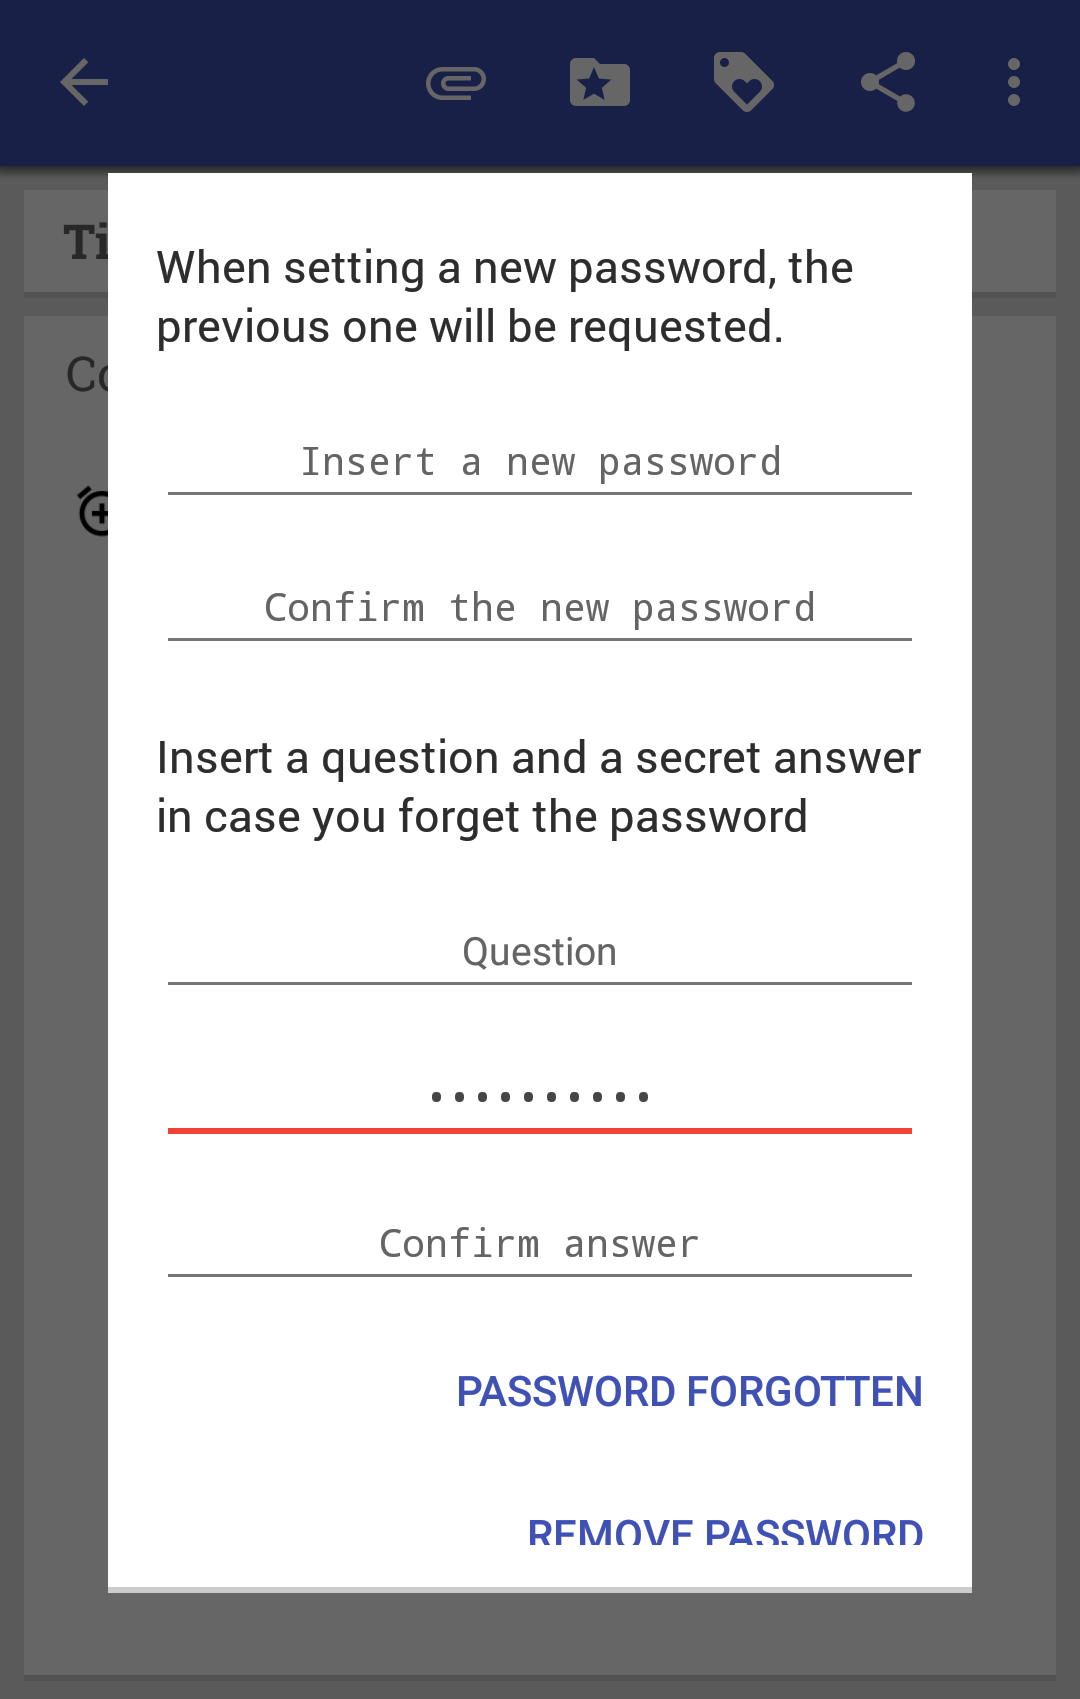 Ti
When setting a new password, the
previous one will be requested.
Co
Insert a new password
Confirm the new password
Insert a question and a secret answer
in case you forget the password
Question
••••••••••
Confirm answer
PASSWORD FORGOTTEN
REMOVE PASSWORD